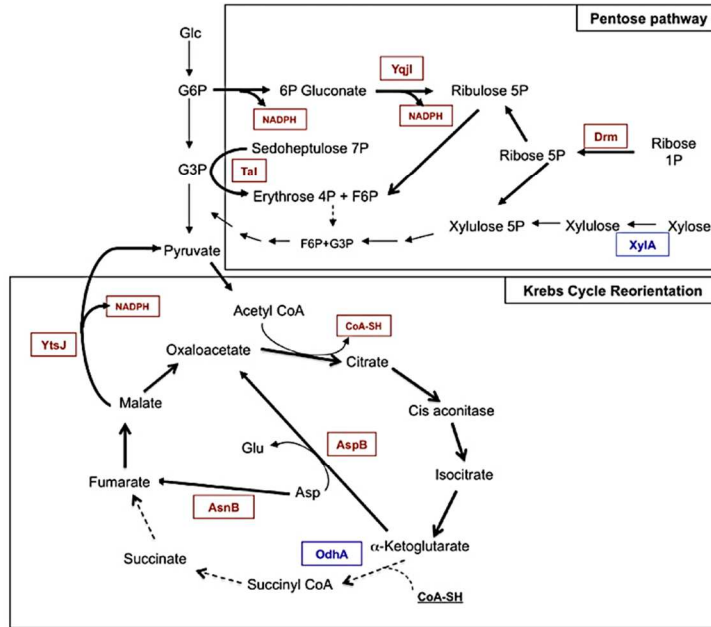 Pentose pathway
Glc
YqjI
G6P
6P Gluconate
Ribulose 5P
NADPH
NADPH
Drm
Sedoheptulose 7P
Ribose 5P
Ribose
1P
G3P
Tal
Erythrose 4P + F6P
Xylulose 5P
Xylulose
Xylose
F6P+G3P
XylA
Pyruvate
Krebs Cycle Reorientation
Acetyl CoA
NADPH
CoA-SH
YtsJ
Oxaloacetate
Citrate
Malate
Cis aconitase
Glu
AspB
Isocitrate
Fumarate
Asp
AsnB
OdhA
α-Ketoglutarate
Succinate
Succinyl CoA
CoA-SH